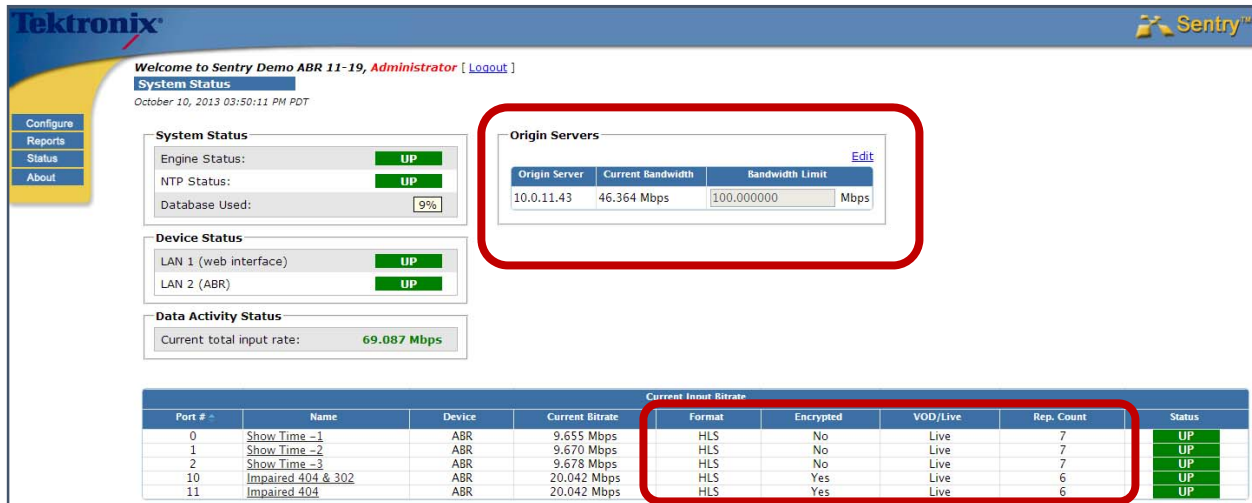 Tektronix
Sentry™
Welcome to Sentry Demo ABR 11-19, Administrator [ Logout ]
System Status
October 10, 2013 03:50:11 PM PDT
Configure
Reports
Status
About
System Status
Engine Status: UP
NTP Status: UP
Database Used: 9%
Device Status
LAN 1 (web interface) UP
LAN 2 (ABR) UP
Data Activity Status
Current total input rate: 69.087 Mbps
Origin Servers
Edit
Origin Server Current Bandwidth Bandwidth Limit
10.0.11.43 46.364 Mbps 100.000000 Mbps
Current Input Bitrate
Port # Name Device Current Bitrate Format Encrypted VOD/Live Rep. Count Status
0 Show Time -1 ABR 9.655 Mbps HLS No Live 7 UP
1 Show Time -2 ABR 9.670 Mbps HLS No Live 7 UP
2 Show Time -3 ABR 9.678 Mbps HLS No Live 7 UP
10 Impaired 404 & 302 ABR 20.042 Mbps HLS Yes Live 6 UP
11 Impaired 404 ABR 20.042 Mbps HLS Yes Live 6 UP